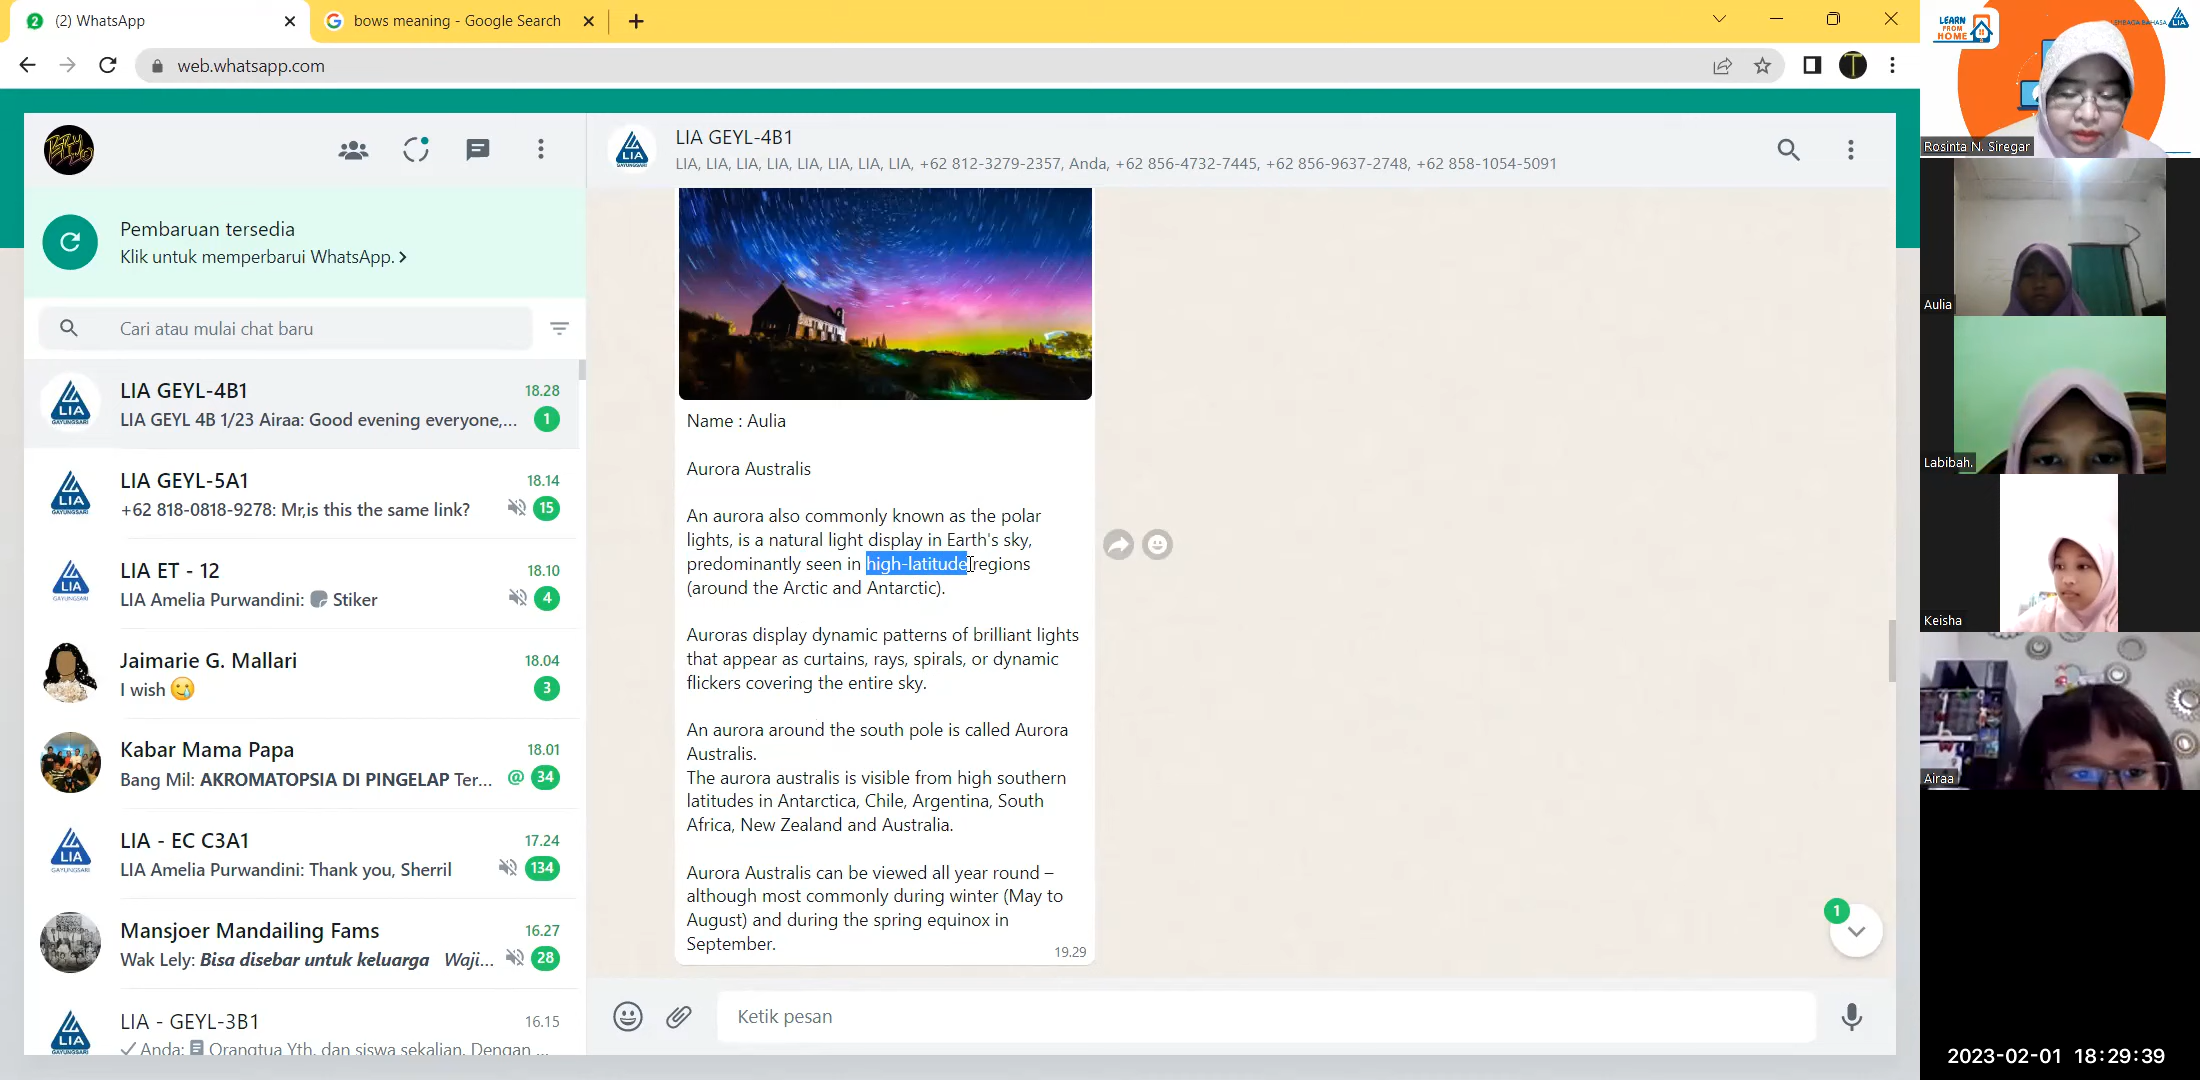 (2) WhatsApp
bows meaning - Google Search
web.whatsapp.com
Pembaruan tersedia
Klik untuk memperbarui WhatsApp.
Cari atau mulai chat baru
LIA GEYL-4B1
18.28
LIA GEYL 4B 1/23 Airaa: Good evening everyone,...
1
LIA GEYL-5A1
18.14
+62 818-0818-9278: Mr,is this the same link?
15
LIA ET - 12
18.10
LIA Amelia Purwandini: Stiker
4
Jaimarie G. Mallari
18.04
I wish
3
Kabar Mama Papa
18.01
Bang Mil: AKROMATOPSIA DI PINGELAP Ter...
@ 34
LIA - EC C3A1
17.24
LIA Amelia Purwandini: Thank you, Sherril
134
Mansjoer Mandailing Fams
16.27
Wak Lely: Bisa disebar untuk keluarga Waji...
28
LIA - GEYL-3B1
16.15
Anda: Orangtua Yth. dan siswa sekalian. Dengan ...
LIA GEYL-4B1
LIA, LIA, LIA, LIA, LIA, LIA, LIA, LIA, +62 812-3279-2357, Anda, +62 856-4732-7445, +62 856-9637-2748, +62 858-1054-5091
Name : Aulia
Aurora Australis
An aurora also commonly known as the polar
lights, is a natural light display in Earth's sky,
predominantly seen in high-latitude regions
(around the Arctic and Antarctic).
Auroras display dynamic patterns of brilliant lights
that appear as curtains, rays, spirals, or dynamic
flickers covering the entire sky.
An aurora around the south pole is called Aurora
Australis.
The aurora australis is visible from high southern
latitudes in Antarctica, Chile, Argentina, South
Africa, New Zealand and Australia.
Aurora Australis can be viewed all year round –
although most commonly during winter (May to
August) and during the spring equinox in
September.
19.29
1
Ketik pesan
LEARN
FROM
HOME
BAHASA
LIA
Rosinta N. Siregar
Aulia
Labibah.
Keisha
Airaa
2023-02-01 18:29:39